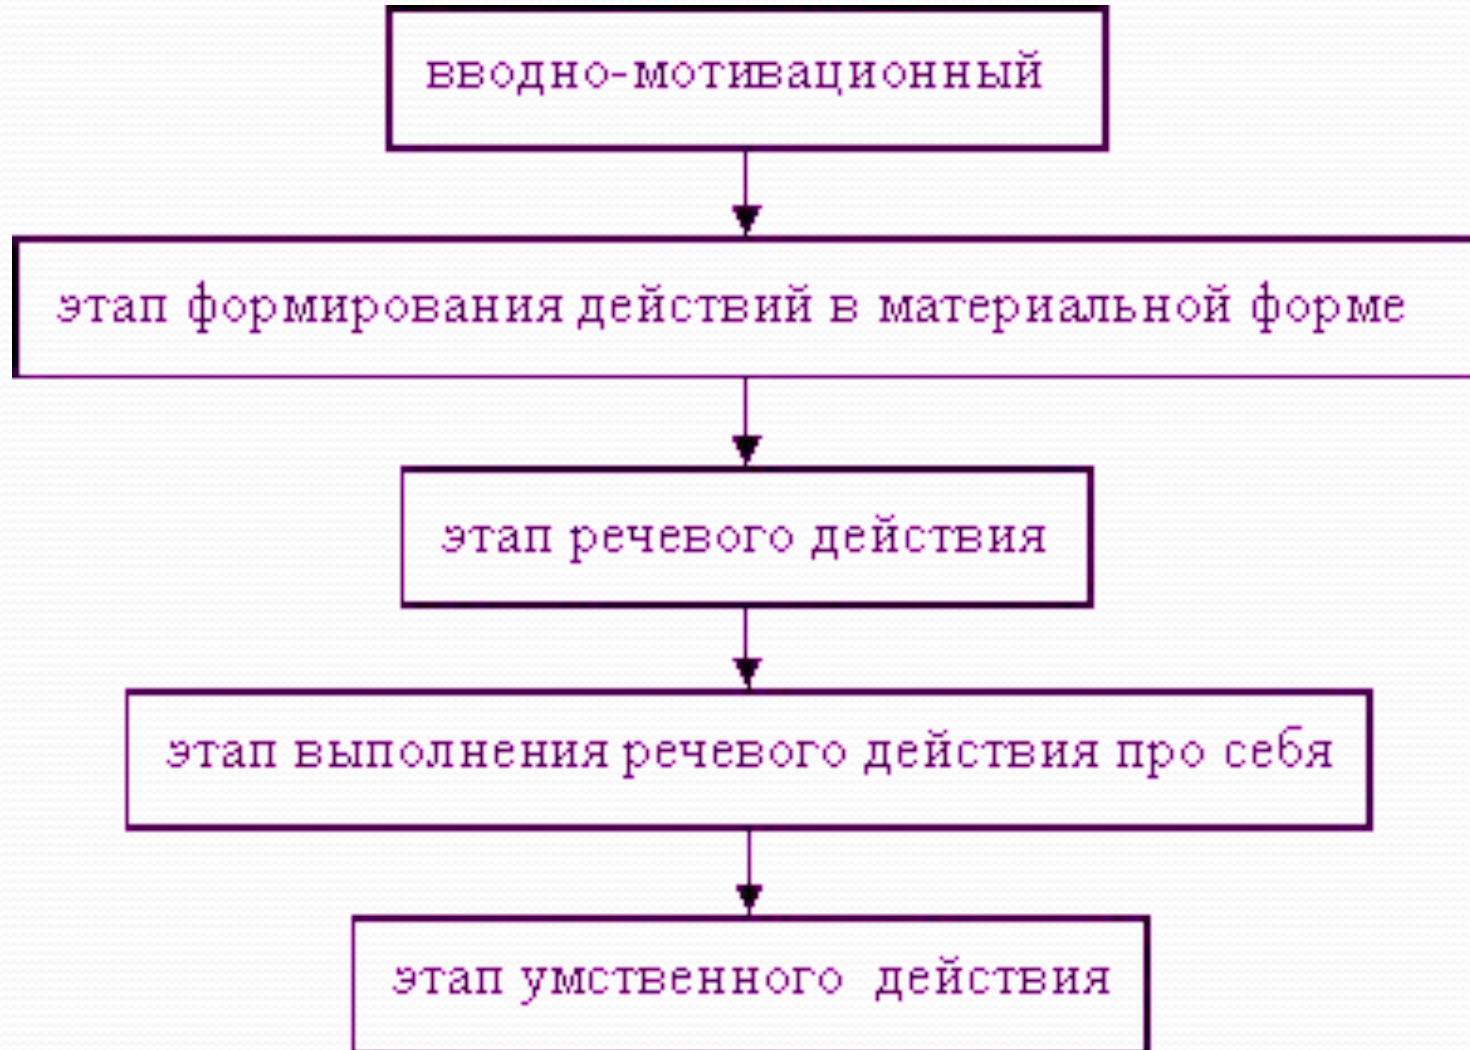 вводно-мотивационный
этап формирования действий в материальной форме
этап речевого действия
этап выполнения речевого действия про себя
этап умственного действия